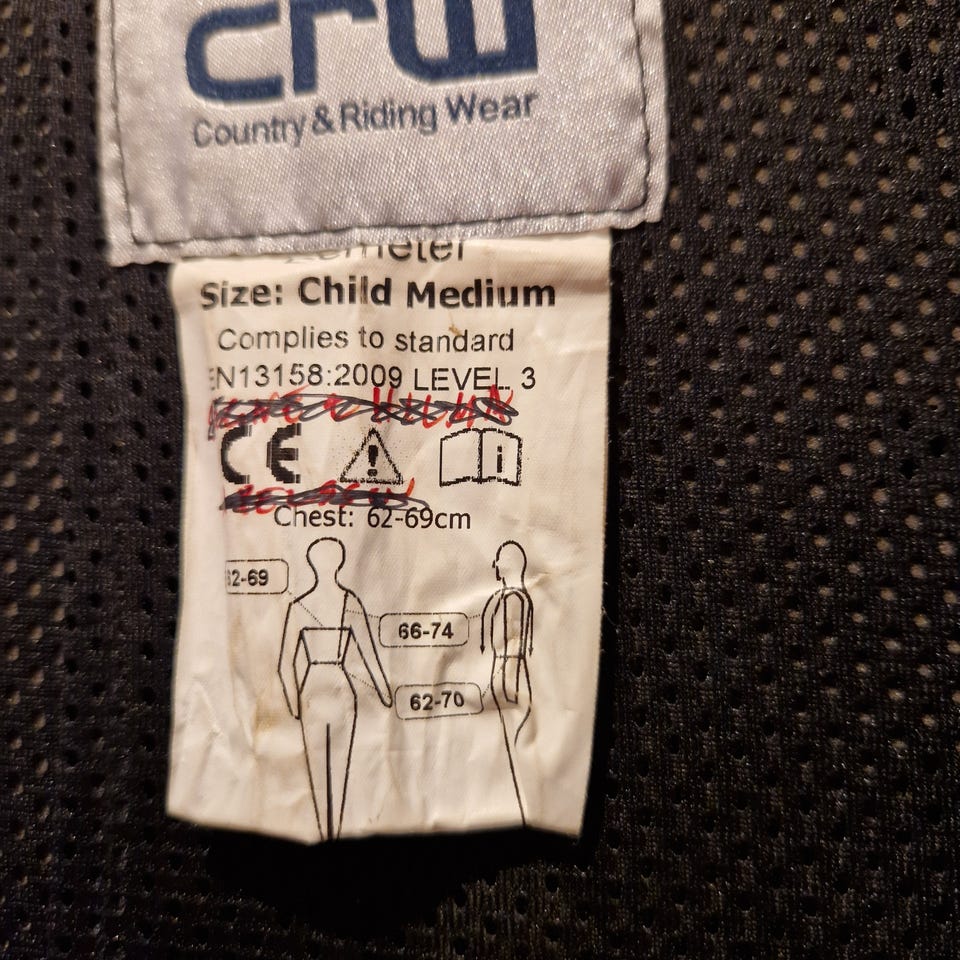 crw
Country & Riding Wear
Size: Child Medium
Complies to standard
EN13158:2009 LEVEL 3
CE ! i
Chest: 62-69cm
62-69
66-74
62-70